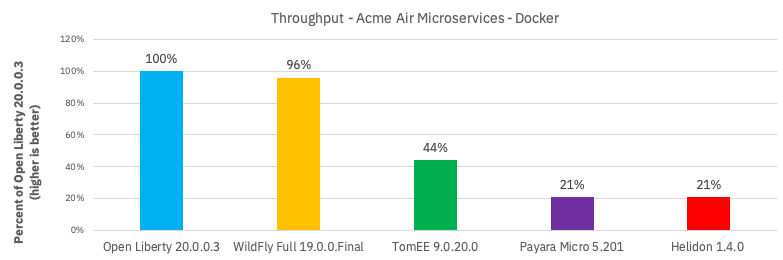 Throughput - Acme Air Microservices - Docker
Percent of Open Liberty 20.0.0.3
(higher is better)
120%
100%
80%
60%
40%
20%
0%
100%
96%
44%
21%
21%
Open Liberty 20.0.0.3
WildFly Full 19.0.0.Final
TomEE 9.0.20.0
Payara Micro 5.201
Helidon 1.4.0